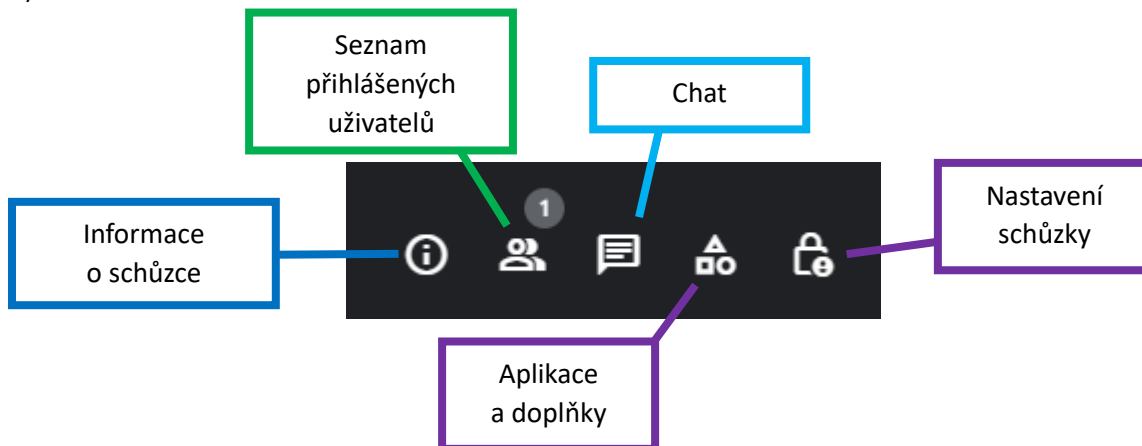 Seznam
přihlášených
uživatelů
Chat
1
Informace
o schůzce
Nastavení
schůzky
Aplikace
a doplňky